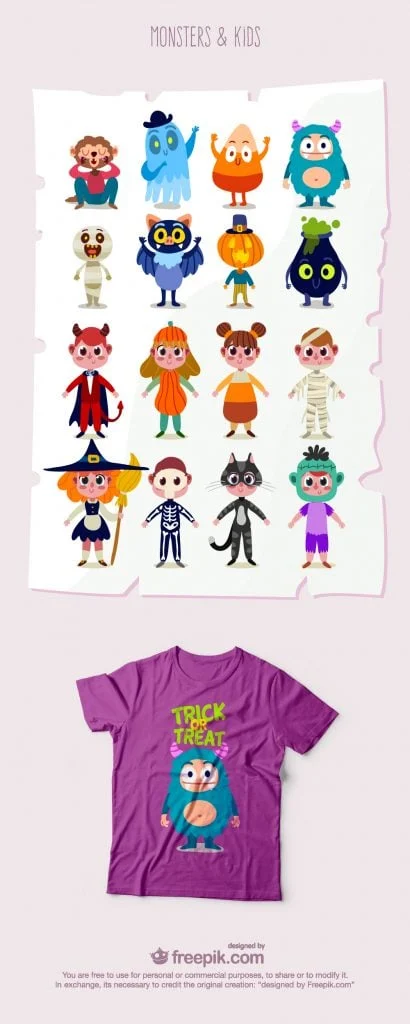 MONSTERS & KIDS
TRICK
OR
TREAT
designed by
freepik.com
You are free to use for personal or commercial purposes, to share or to modify it.
In exchange, its necessary to credit the original creation: “designed by Freepik.com”